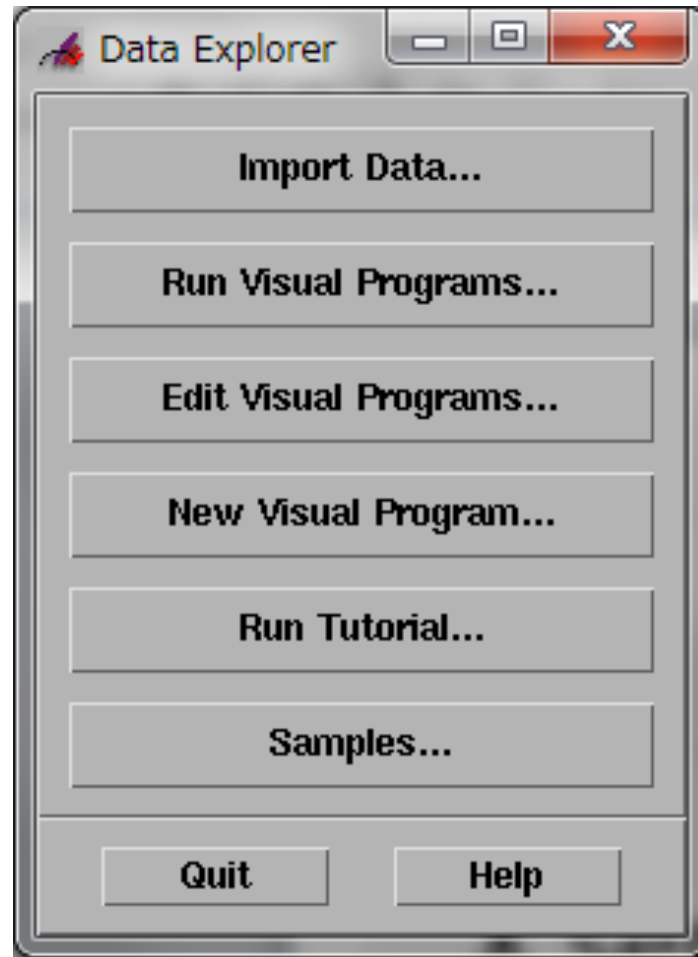 Data Explorer
Import Data...
Run Visual Programs...
Edit Visual Programs...
New Visual Program...
Run Tutorial...
Samples...
Quit Help